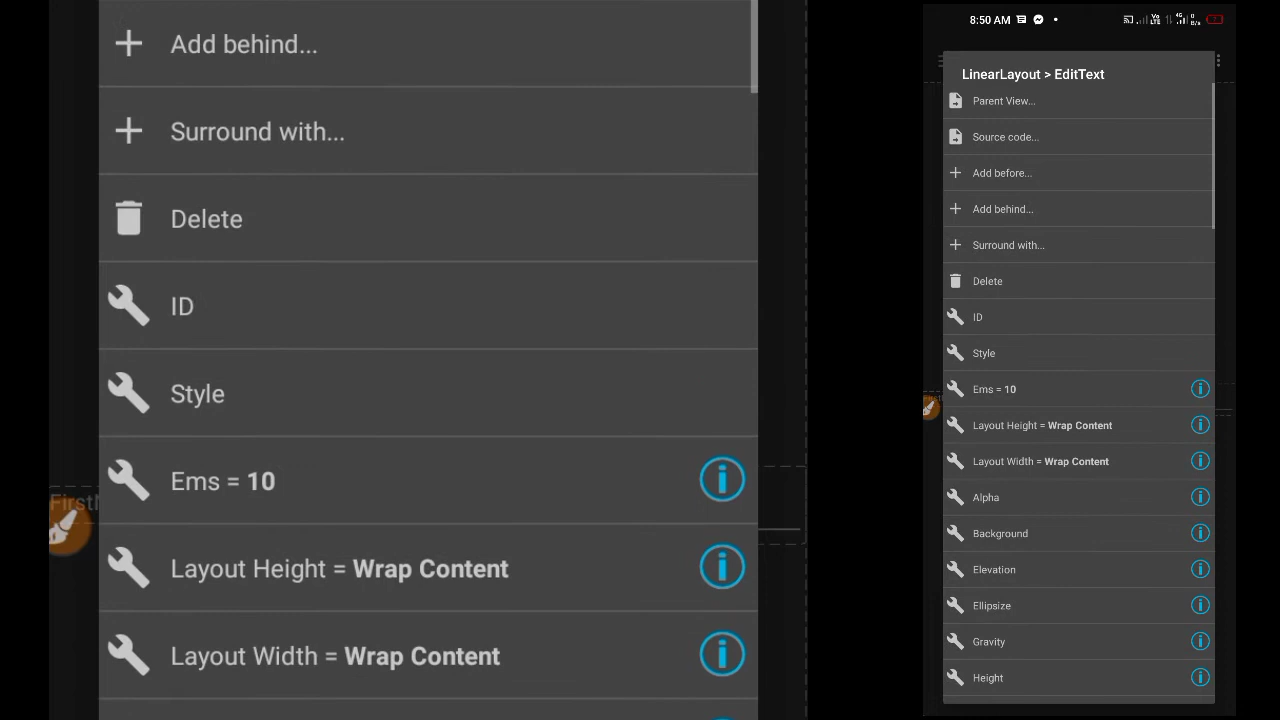 Add behind...
Surround with...
Delete
ID
Style
Ems = 10
Layout Height = Wrap Content
Layout Width = Wrap Content
8:50 AM
LinearLayout > EditText
Parent View...
Source code...
Add before...
Add behind...
Surround with...
Delete
ID
Style
Ems = 10
Layout Height = Wrap Content
Layout Width = Wrap Content
Alpha
Background
Elevation
Ellipsize
Gravity
Height